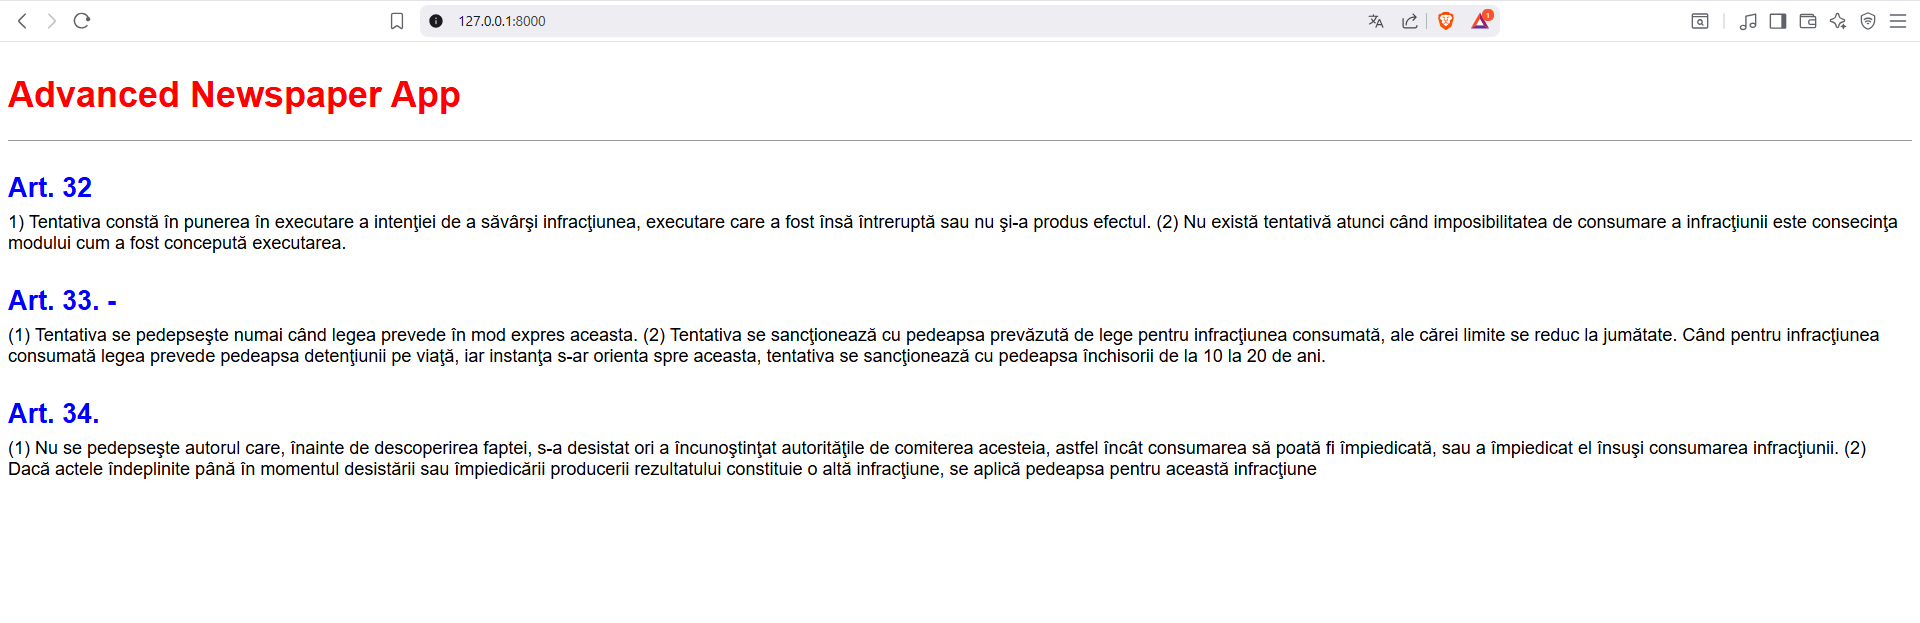 127.0.0.1:8000
1
Advanced Newspaper App
Art. 32
1) Tentativa constă în punerea în executare a intenţiei de a săvârşi infracţiunea, executare care a fost însă întreruptă sau nu şi-a produs efectul. (2) Nu există tentativă atunci când imposibilitatea de consumare a infracţiunii este consecinţa
modului cum a fost concepută executarea.
Art. 33. -
(1) Tentativa se pedepseşte numai când legea prevede în mod expres aceasta. (2) Tentativa se sancţionează cu pedeapsa prevăzută de lege pentru infracţiunea consumată, ale cărei limite se reduc la jumătate. Când pentru infracţiunea
consumată legea prevede pedeapsa detenţiunii pe viaţă, iar instanţa s-ar orienta spre aceasta, tentativa se sancţionează cu pedeapsa închisorii de la 10 la 20 de ani.
Art. 34.
(1) Nu se pedepseşte autorul care, înainte de descoperirea faptei, s-a desistat ori a încunoştinţat autorităţile de comiterea acesteia, astfel încât consumarea să poată fi împiedicată, sau a împiedicat el însuşi consumarea infracţiunii. (2)
Dacă actele îndeplinite până în momentul desistării sau împiedicării producerii rezultatului constituie o altă infracţiune, se aplică pedeapsa pentru această infracţiune